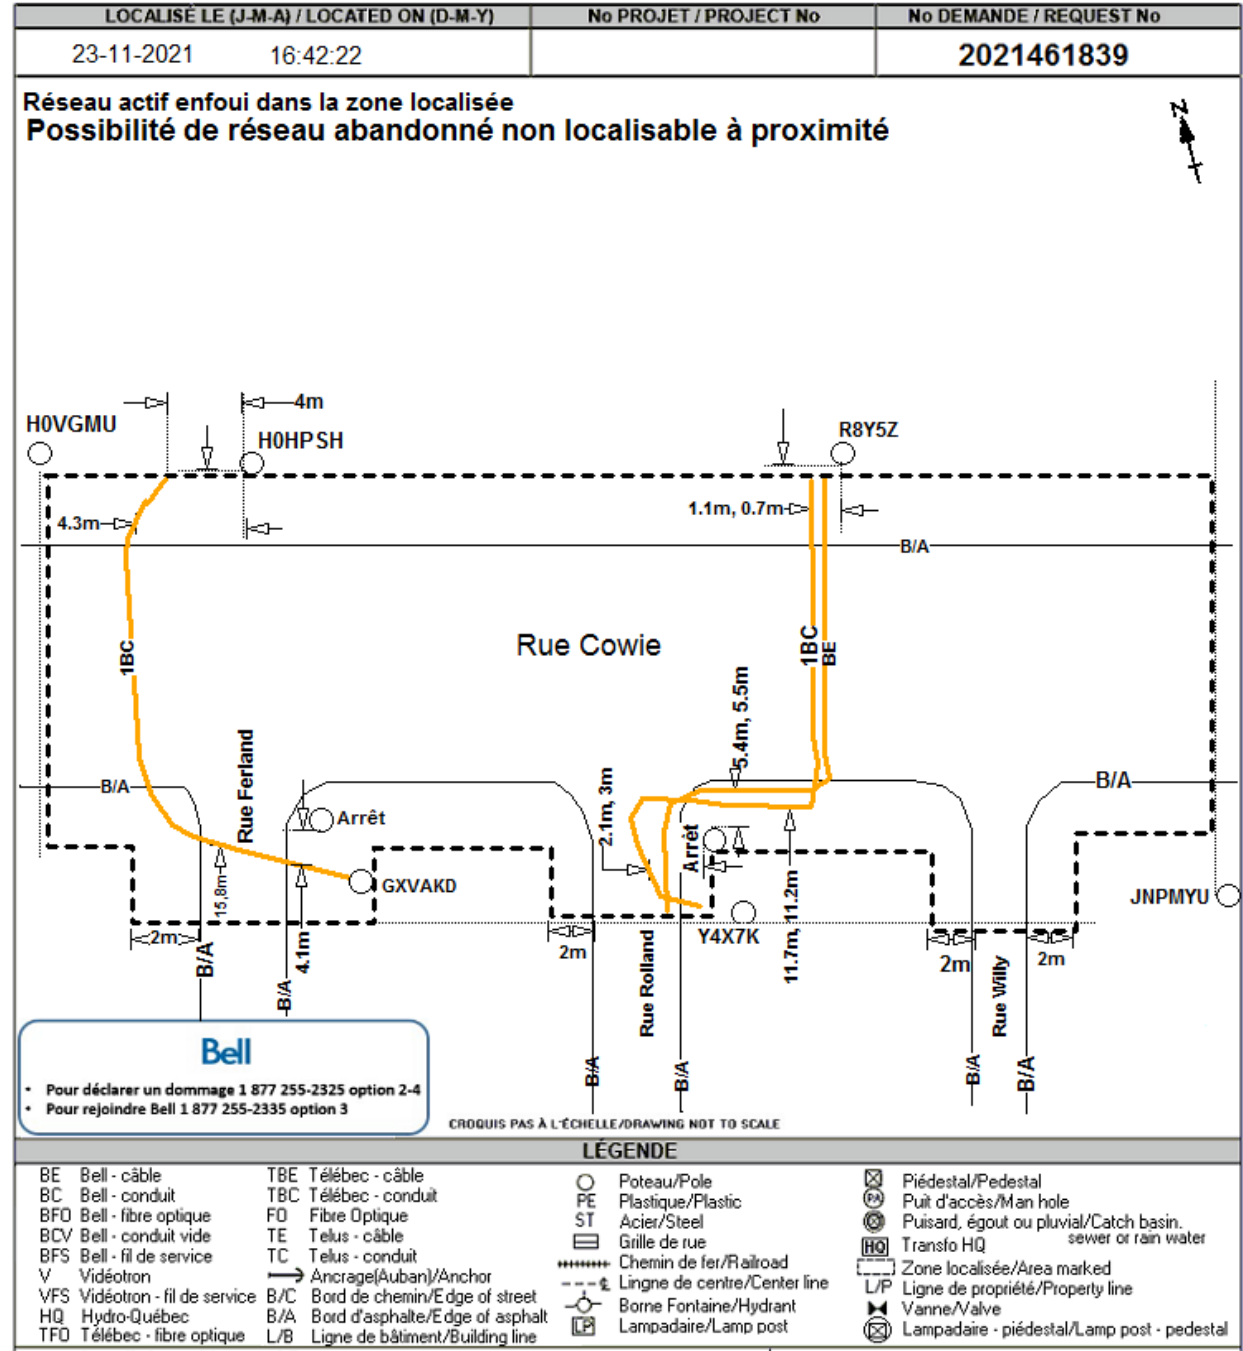 LOCALISÉ LE (J-M-A) / LOCATED ON (D-M-Y)
No PROJET / PROJECT No
No DEMANDE / REQUEST No
23-11-2021 16:42:22
2021461839
Réseau actif enfoui dans la zone localisée
Possibilité de réseau abandonné non localisable à proximité
N
4m
H0VGMU
H0HPSH
R8Y5Z
4.3m
1.1m, 0.7m
B/A
Rue Cowie
1BC
1BC
BE
5.4m, 5.5m
Rue Ferland
B/A
B/A
2.1m, 3m
Arrêt
Arrêt
15,8m
GXVAKD
JNPMYU
11.7m, 11.2m
Y4X7K
2m
B/A
4.1m
B/A
2m
Rue Rolland
2m
Rue Willy
2m
B/A
B/A
B/A
B/A
Bell
• Pour déclarer un dommage 1 877 255-2325 option 2-4
• Pour rejoindre Bell 1 877 255-2335 option 3
CROQUIS PAS À L'ÉCHELLE/DRAWING NOT TO SCALE
LÉGENDE
BE Bell - câble
BC Bell - conduit
BFO Bell - fibre optique
BCV Bell - conduit vide
BFS Bell - fil de service
V Vidéotron
VFS Vidéotron - fil de service
HQ Hydro-Québec
TFO Télébec - fibre optique
TBE Télébec - câble
TBC Télébec - conduit
FO Fibre Optique
TE Telus - câble
TC Telus - conduit
Ancrage(Auban)/Anchor
B/C Bord de chemin/Edge of street
B/A Bord d'asphalte/Edge of asphalt
L/B Ligne de bâtiment/Building line
Poteau/Pole
PE Plastique/Plastic
ST Acier/Steel
Grille de rue
Chemin de fer/Railroad
Lingne de centre/Center line
Borne Fontaine/Hydrant
LP Lampadaire/Lamp post
Piédestal/Pedestal
PA Puit d'accès/Man hole
Puisard, égout ou pluvial/Catch basin.
sewer or rain water
HQ Transfo HQ
Zone localisée/Area marked
L/P Ligne de propriété/Property line
Vanne/Valve
Lampadaire - piédestal/Lamp post - pedestal